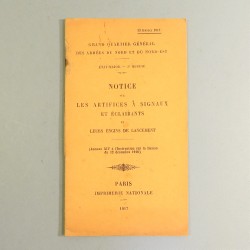 GRAND QUARTIER GÉNÉRAL
DES ARMÉES DU NORD ET DU NORD-EST
ÉTAT-MAJOR — 3e BUREAU
NOTICE
SUR
LES ARTIFICES À SIGNAUX
ET ÉCLAIRANTS
ET
LEURS ENGINS DE LANCEMENT
PARIS
IMPRIMERIE NATIONALE
1917